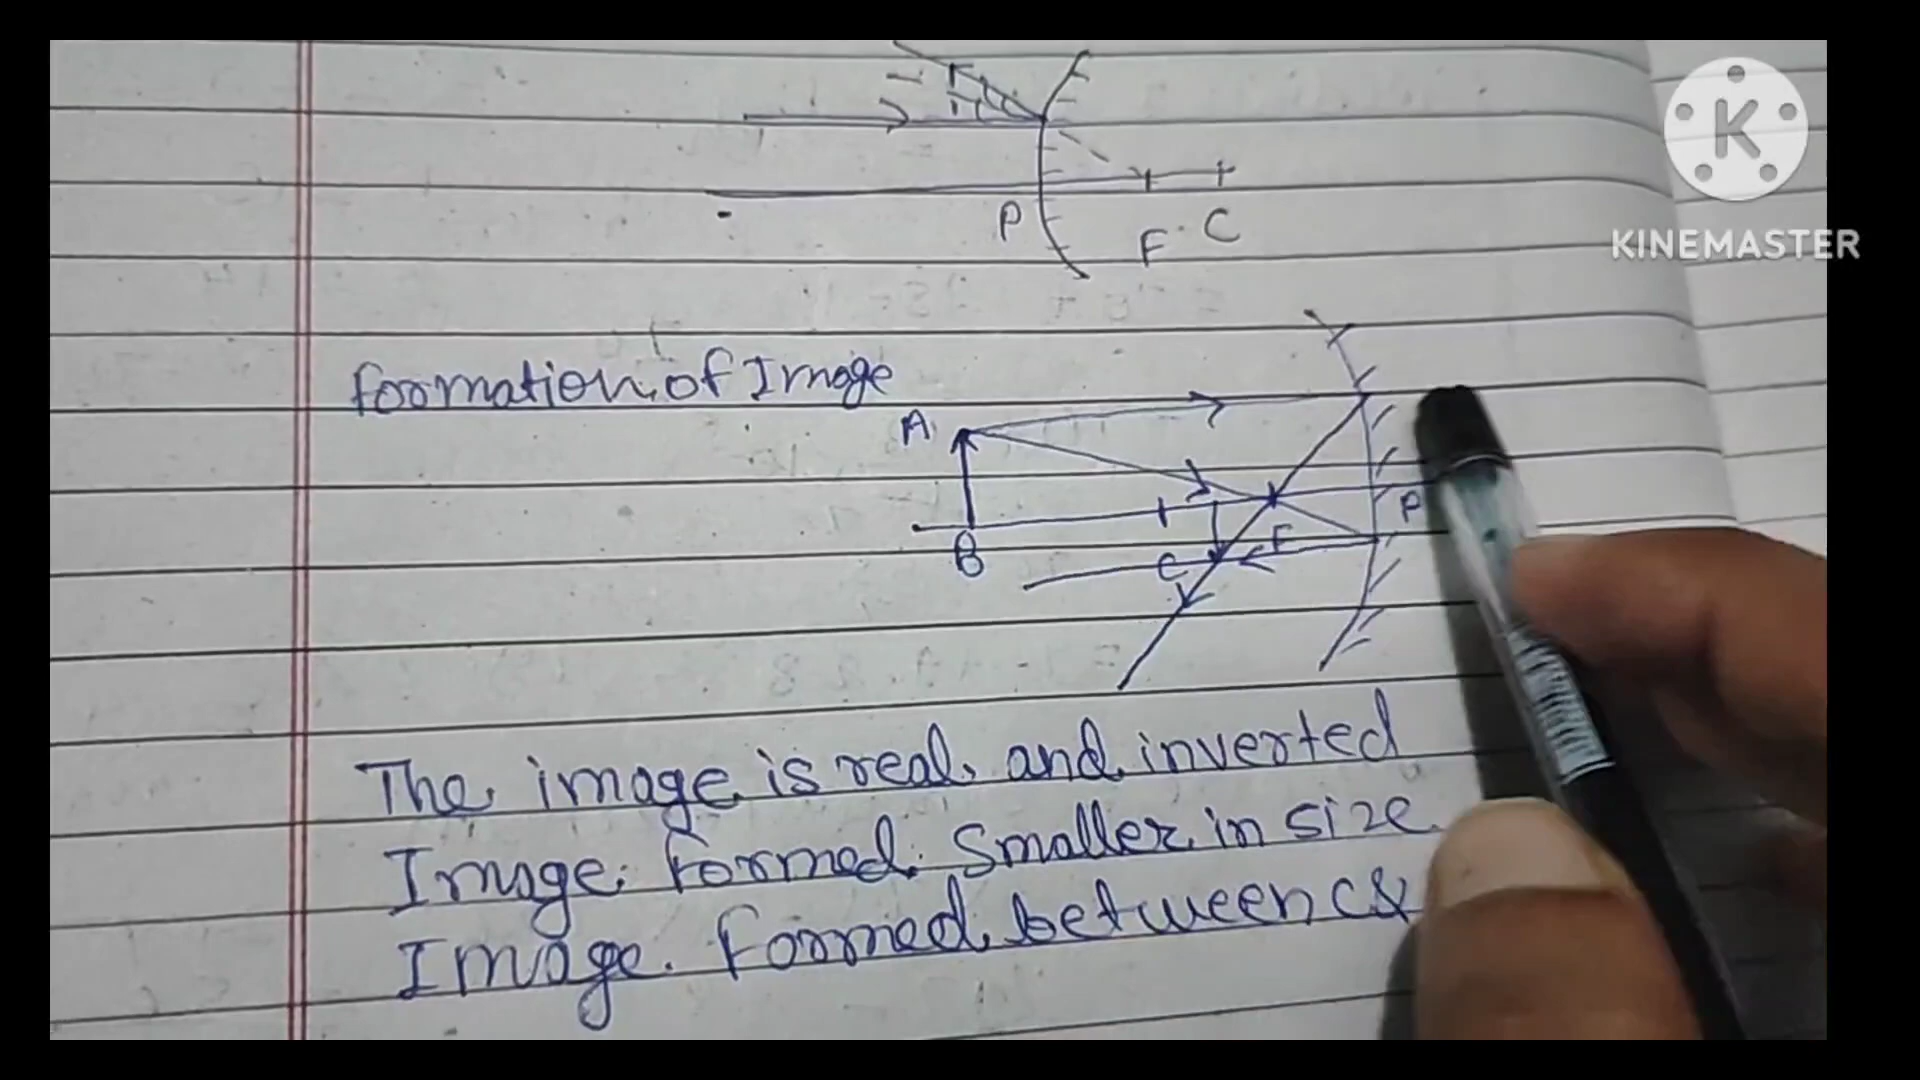 K
KINEMASTER
P
F
C
Formation of Image
A
B
C
F
P
The image is real and inverted
Image formed smaller in size
Image formed between C &